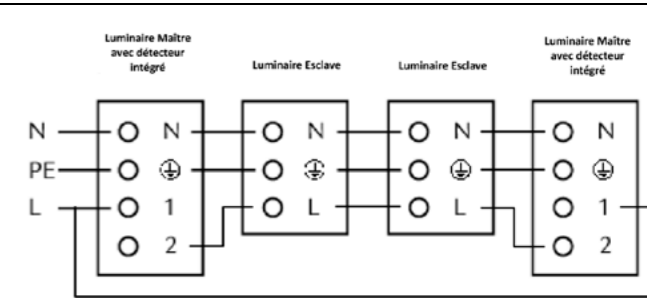 Luminaire Maître
avec détecteur
intégré
Luminaire Esclave
Luminaire Esclave
Luminaire Maître
avec détecteur
intégré
N N N N N
PE
L 1 L L 1
2 2